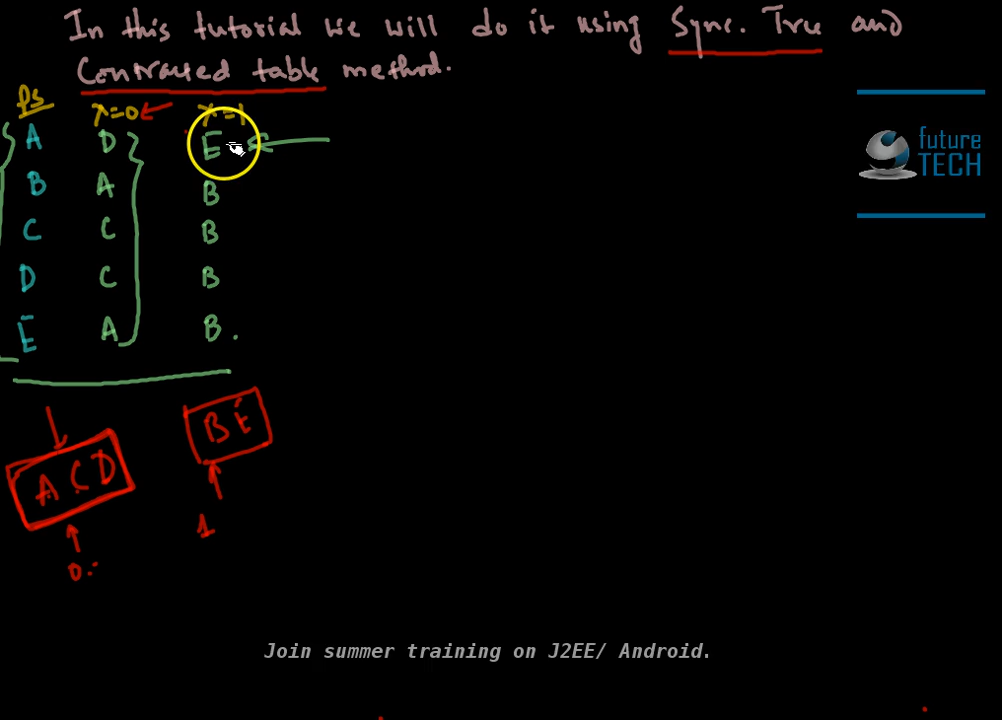 In this tutorial we will do it using Sync. True and
Contracted table method.
PS x=0 x=1
A D E
B A B
C C B
D C B
E A B.
A C D B E
1
0
future
TECH
Join summer training on J2EE/ Android.